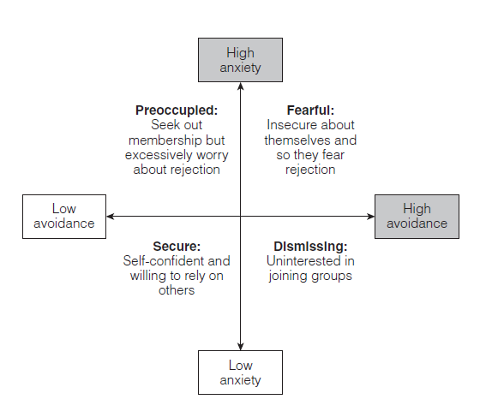 High
anxiety
Preoccupied:
Seek out
membership but
excessively worry
about rejection
Fearful:
Insecure about
themselves and
so they fear
rejection
Low
avoidance
High
avoidance
Secure:
Self-confident and
willing to rely on
others
Dismissing:
Uninterested in
joining groups
Low
anxiety